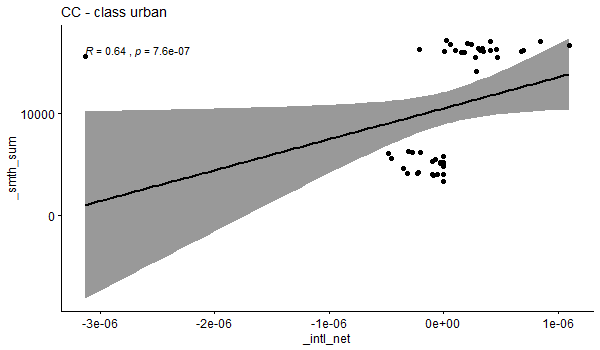 CC - class urban
R = 0.64 , p = 7.6e-07
10000
0
_smth_sum
-3e-06 -2e-06 -1e-06 0e+00 1e-06
_intl_net